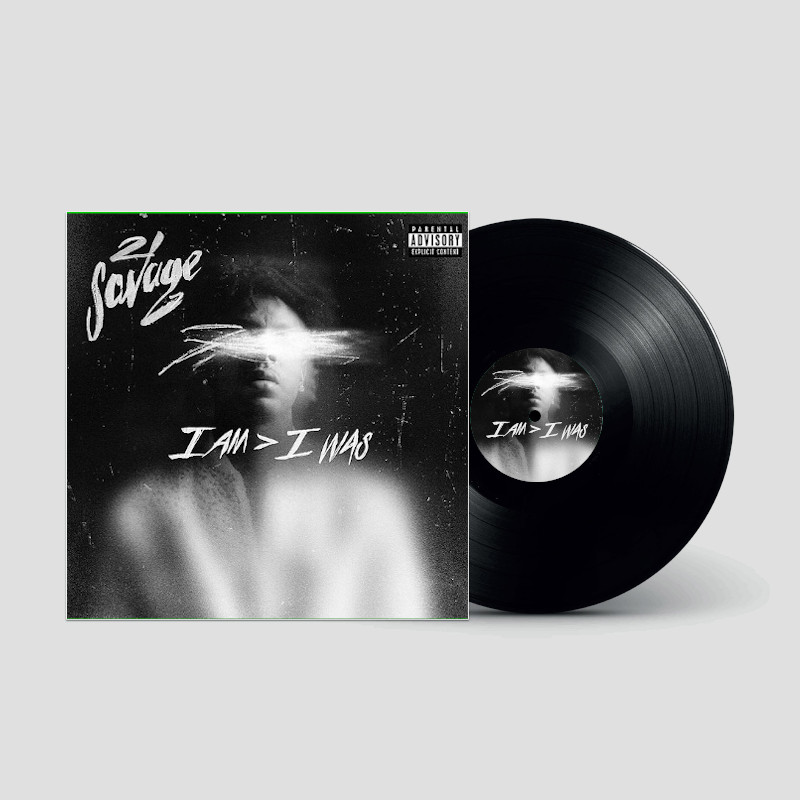 21
Savage
PARENTAL
ADVISORY
EXPLICIT CONTENT
I AM > I WAS
I AM > I WAS